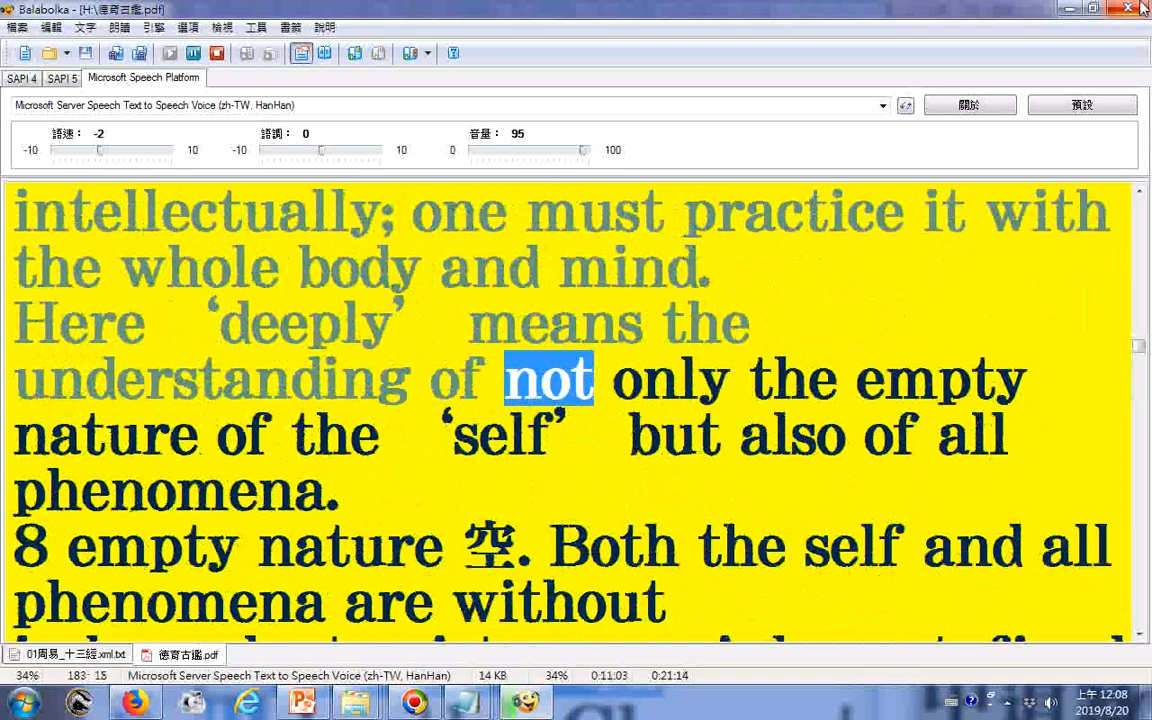 Balabolka - [H:\德育古鑑.pdf]
檔案 編輯 文字 朗讀 引擎 選項 檢視 工具 書籤 說明
SAPI 4 SAPI 5 Microsoft Speech Platform
Microsoft Server Speech Text to Speech Voice (zh-TW, HanHan) 關於 預設
語速： -2 語調： 0 音量： 95
-10 10 -10 10 0 100
intellectually; one must practice it with
the whole body and mind.
Here ‘deeply’ means the
understanding of not only the empty
nature of the ‘self’ but also of all
phenomena.
8 empty nature 空. Both the self and all
phenomena are without
01周易_十三經.xml.txt 德育古鑑.pdf
34% 183: 15 Microsoft Server Speech Text to Speech Voice (zh-TW, HanHan) 14 KB 34% 0:11:03 0:21:14
上午 12:08
2019/8/20